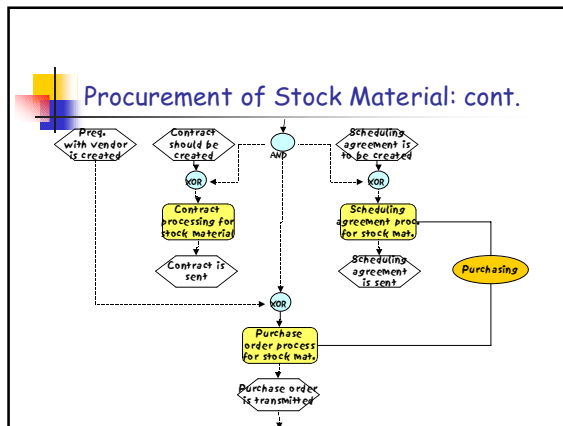 Procurement of Stock Material: cont.
Preq.
with vendor
is created
Contract
should be
created
AND
Scheduling
agreement is
to be created
XOR
XOR
Contract
processing for
stock material
Scheduling
agreement proc.
for stock mat.
Contract is
sent
Scheduling
agreement
is sent
Purchasing
XOR
Purchase
order process
for stock mat.
Purchase order
is transmitted